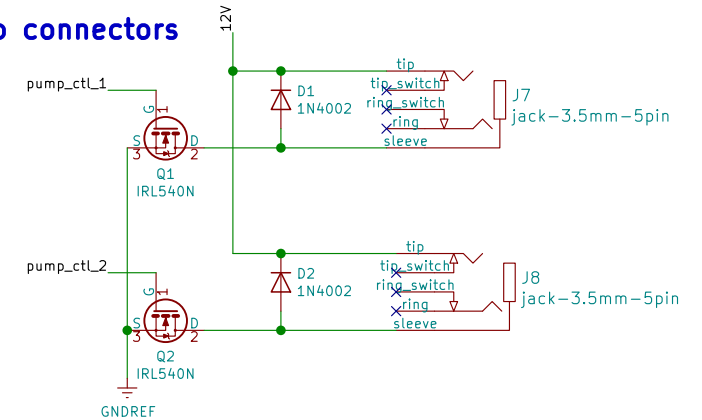 connectors
12V
pump_ctl_1
G
1
S
3
D
2
Q1
IRL540N
D1
1N4002
tip
tip_switch
ring_switch
ring
sleeve
J7
jack-3.5mm-5pin
pump_ctl_2
G
1
S
3
D
2
Q2
IRL540N
D2
1N4002
tip
tip_switch
ring_switch
ring
sleeve
J8
jack-3.5mm-5pin
GNDREF